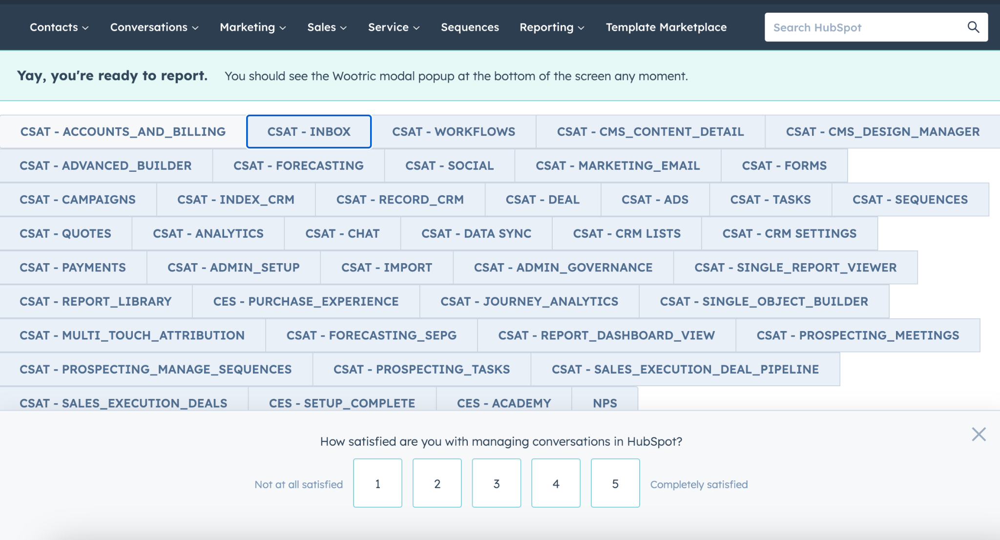 Contacts Conversations Marketing Sales Service Sequences Reporting Template Marketplace Search HubSpot
Yay, you're ready to report. You should see the Wootric modal popup at the bottom of the screen any moment.
CSAT - ACCOUNTS_AND_BILLING CSAT - INBOX CSAT - WORKFLOWS CSAT - CMS_CONTENT_DETAIL CSAT - CMS_DESIGN_MANAGER
CSAT - ADVANCED_BUILDER CSAT - FORECASTING CSAT - SOCIAL CSAT - MARKETING_EMAIL CSAT - FORMS
CSAT - CAMPAIGNS CSAT - INDEX_CRM CSAT - RECORD_CRM CSAT - DEAL CSAT - ADS CSAT - TASKS CSAT - SEQUENCES
CSAT - QUOTES CSAT - ANALYTICS CSAT - CHAT CSAT - DATA SYNC CSAT - CRM LISTS CSAT - CRM SETTINGS
CSAT - PAYMENTS CSAT - ADMIN_SETUP CSAT - IMPORT CSAT - ADMIN_GOVERNANCE CSAT - SINGLE_REPORT_VIEWER
CSAT - REPORT_LIBRARY CES - PURCHASE_EXPERIENCE CSAT - JOURNEY_ANALYTICS CSAT - SINGLE_OBJECT_BUILDER
CSAT - MULTI_TOUCH_ATTRIBUTION CSAT - FORECASTING_SEPG CSAT - REPORT_DASHBOARD_VIEW CSAT - PROSPECTING_MEETINGS
CSAT - PROSPECTING_MANAGE_SEQUENCES CSAT - PROSPECTING_TASKS CSAT - SALES_EXECUTION_DEAL_PIPELINE
CSAT - SALES_EXECUTION_DEALS CES - SETUP_COMPLETE CES - ACADEMY NPS
How satisfied are you with managing conversations in HubSpot?
Not at all satisfied 1 2 3 4 5 Completely satisfied